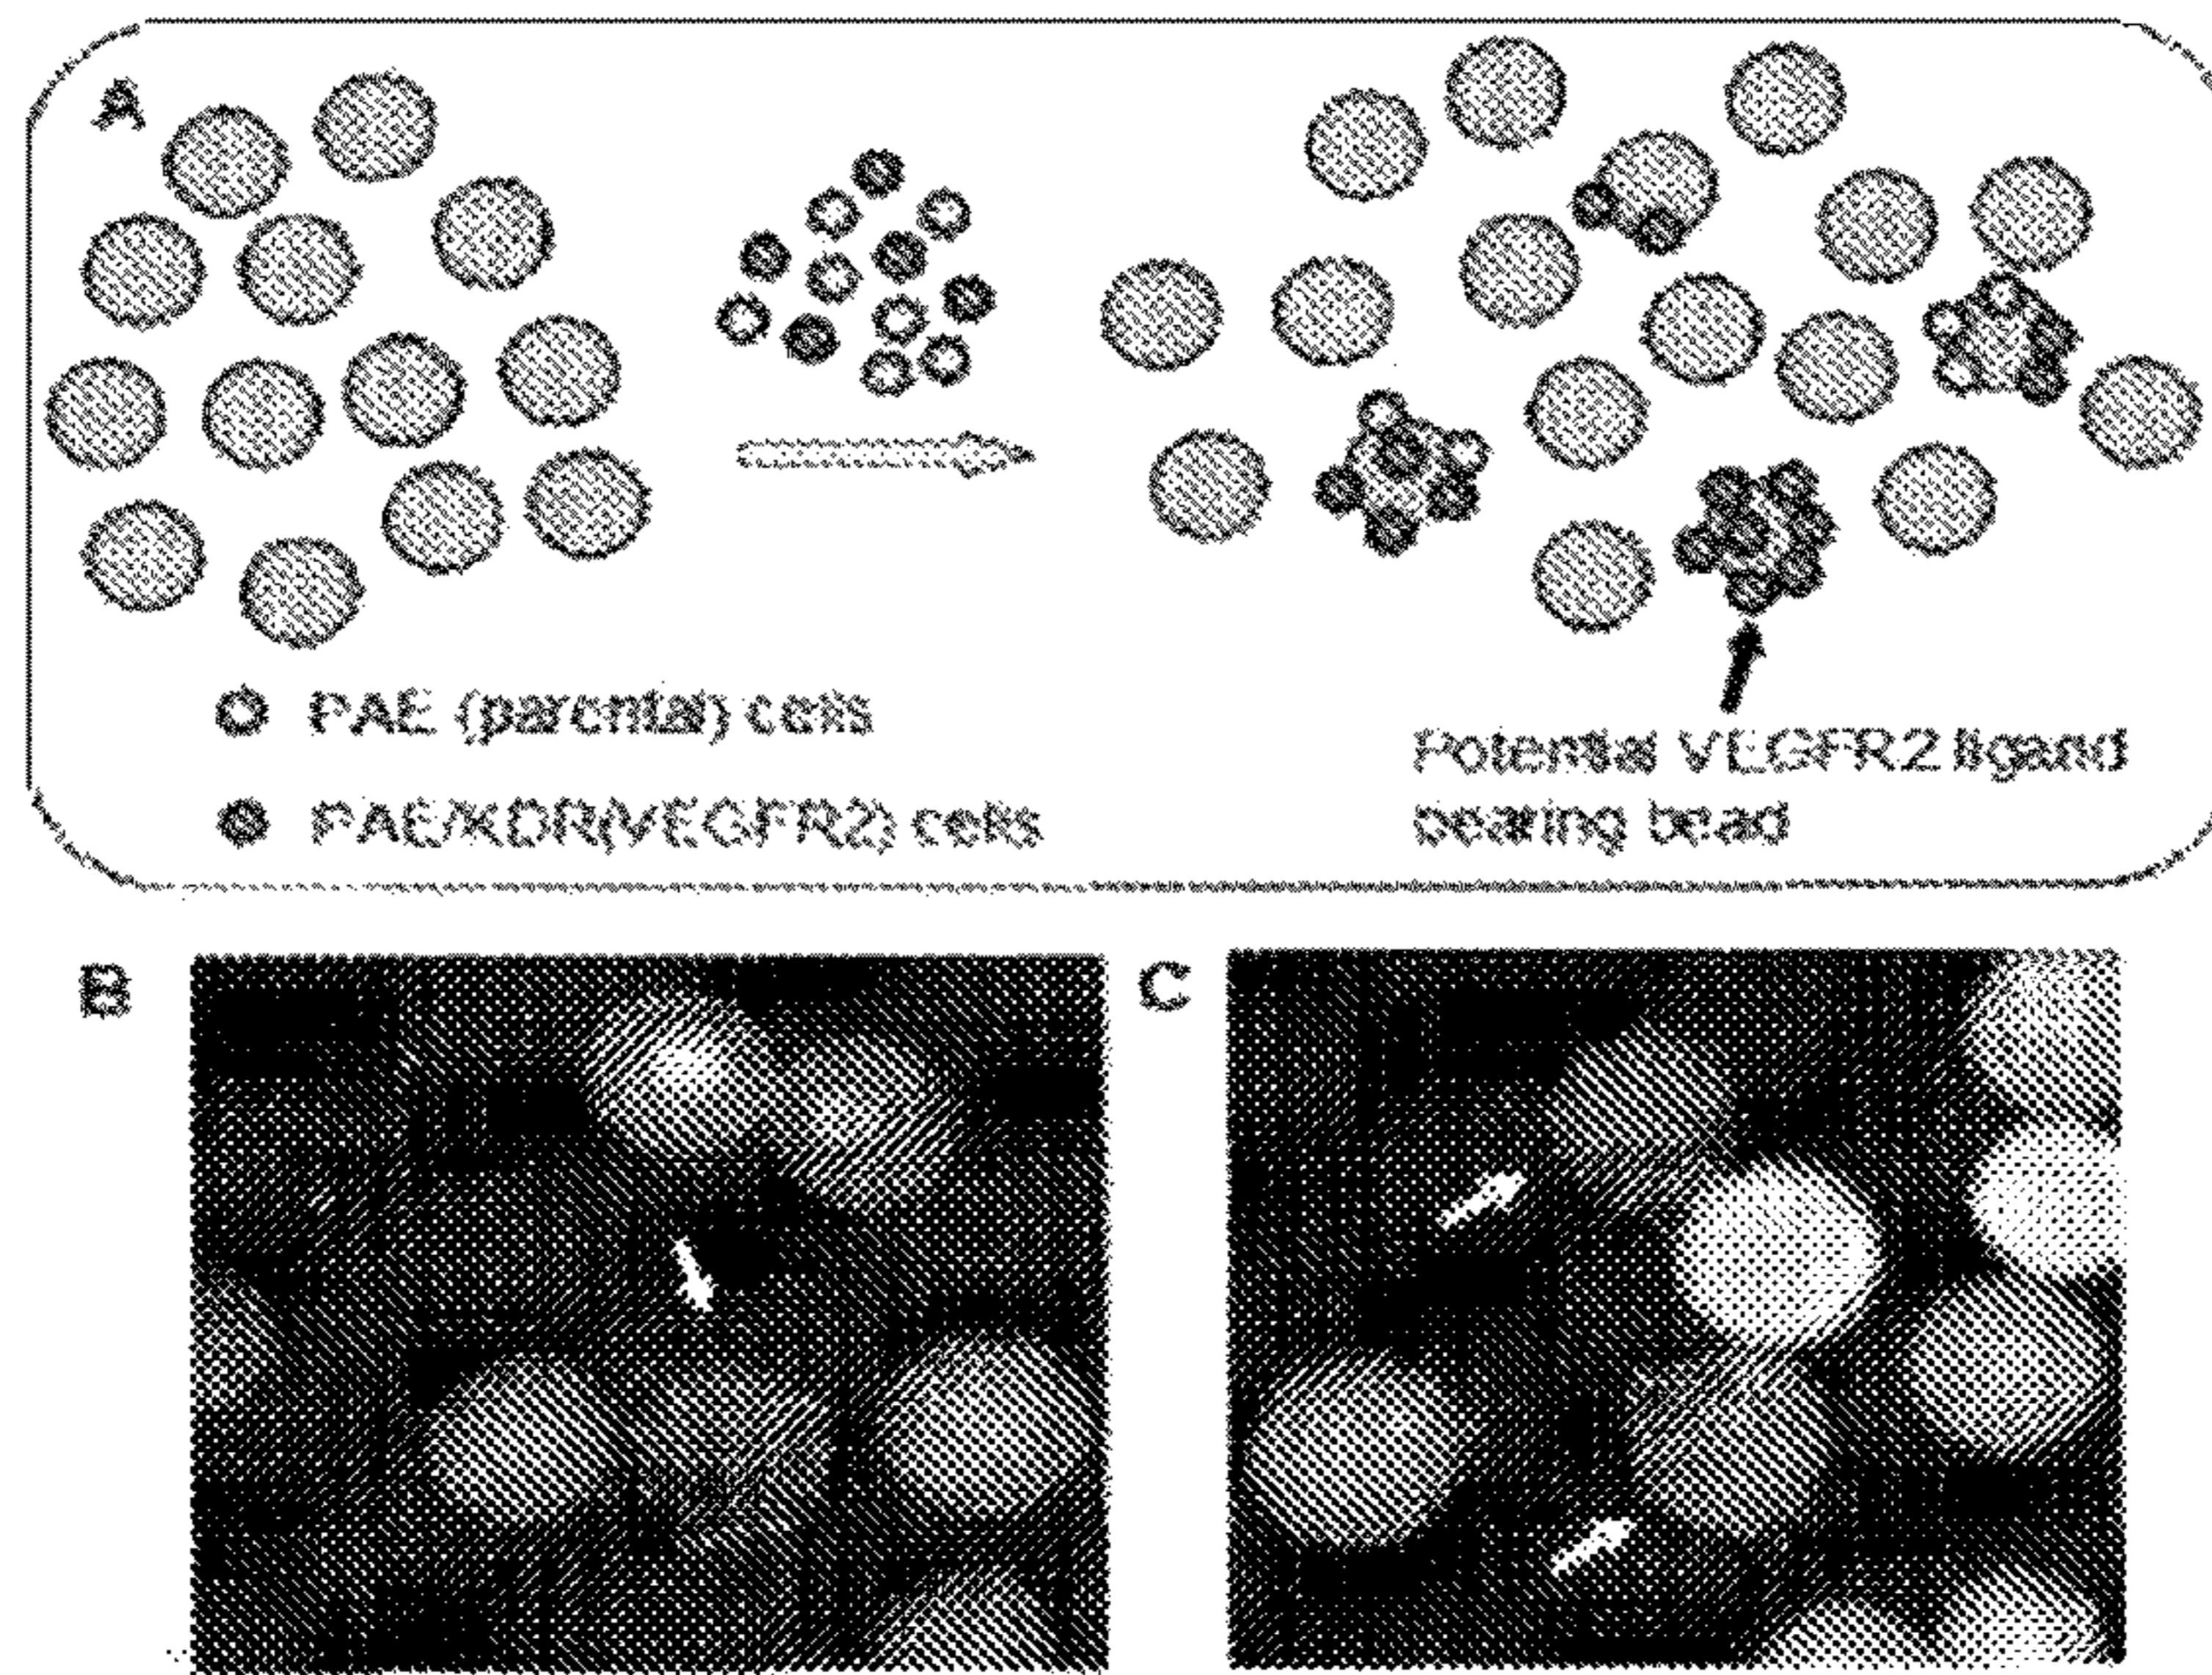 A
PAE (parental) cells
PAE/KDR(VEGFR2) cells
Potential VEGFR2 ligand
bearing bead
B
C